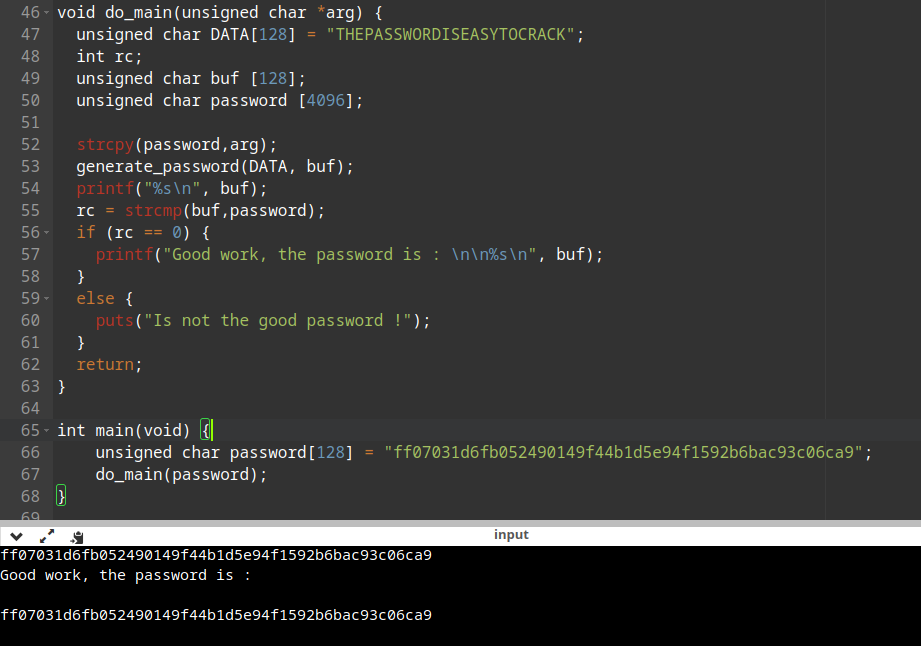 46 void do_main(unsigned char *arg) {
47   unsigned char DATA[128] = "THEPASSWORDISEASYTOCRACK";
48   int rc;
49   unsigned char buf [128];
50   unsigned char password [4096];
51
52   strcpy(password,arg);
53   generate_password(DATA, buf);
54   printf("%s\n", buf);
55   rc = strcmp(buf,password);
56   if (rc == 0) {
57     printf("Good work, the password is : \n\n%s\n", buf);
58   }
59   else {
60     puts("Is not the good password !");
61   }
62   return;
63 }
64
65 int main(void) {
66     unsigned char password[128] = "ff07031d6fb052490149f44b1d5e94f1592b6bac93c06ca9";
67     do_main(password);
68 }
69
input
ff07031d6fb052490149f44b1d5e94f1592b6bac93c06ca9
Good work, the password is :
ff07031d6fb052490149f44b1d5e94f1592b6bac93c06ca9